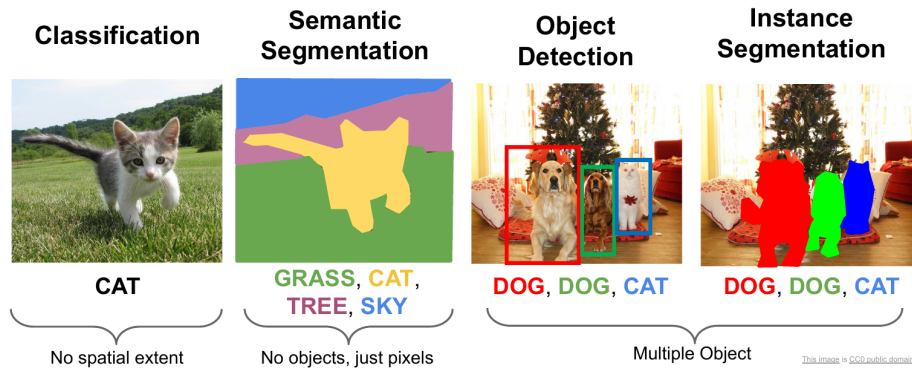 Classification
Semantic
Segmentation
Object
Detection
Instance
Segmentation
CAT
GRASS, CAT,
TREE, SKY
DOG, DOG, CAT
DOG, DOG, CAT
No spatial extent
No objects, just pixels
Multiple Object
This image is CC0 public domain